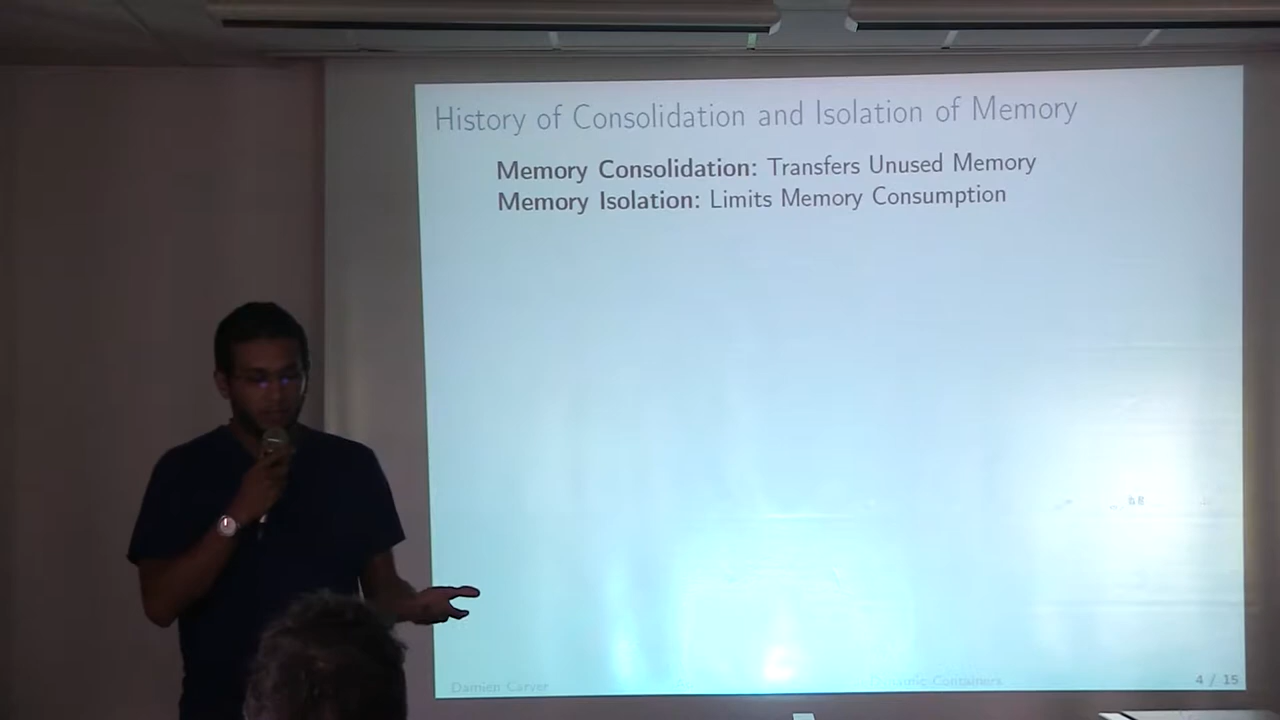 History of Consolidation and Isolation of Memory
Memory Consolidation: Transfers Unused Memory
Memory Isolation: Limits Memory Consumption
Damien Carver
Dynamic Containers
4 / 15